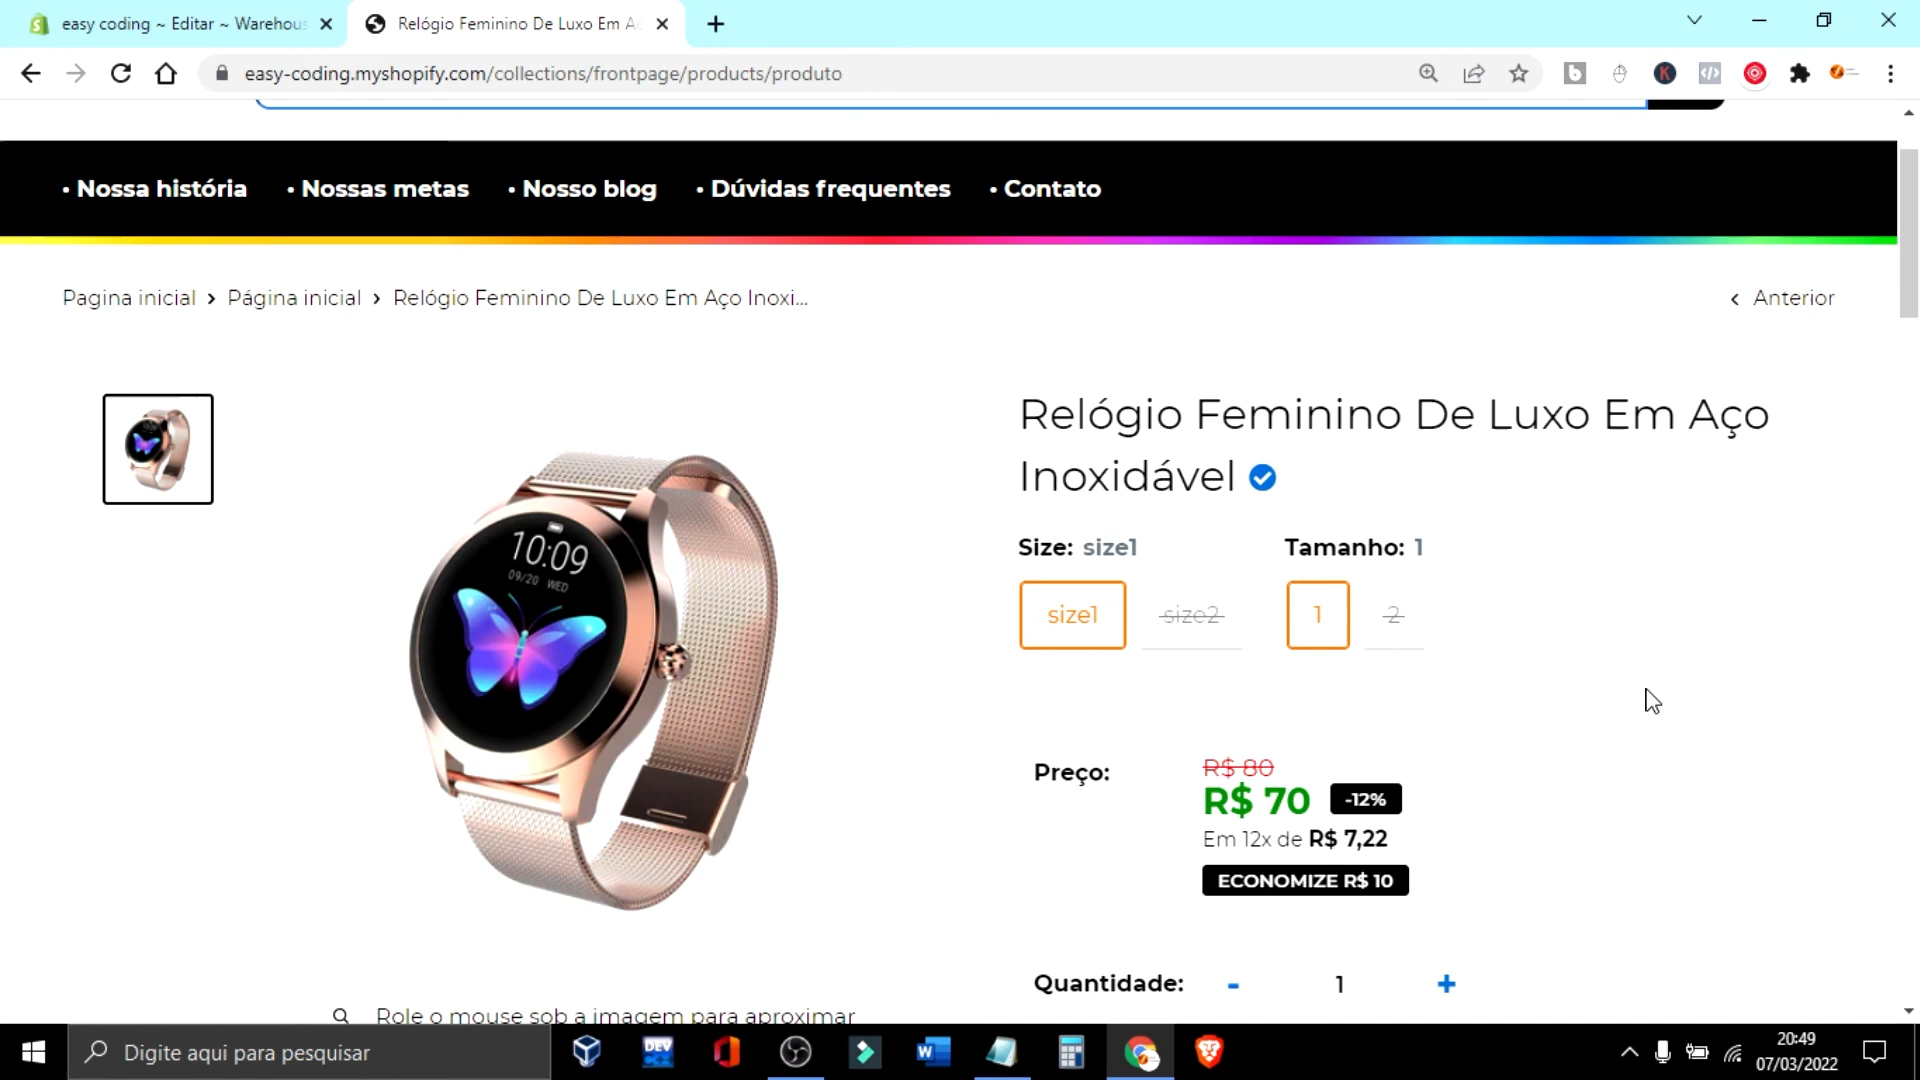 easy coding ~ Editar ~ Warehous
Relógio Feminino De Luxo Em A
easy-coding.myshopify.com/collections/frontpage/products/produto
• Nossa história • Nossas metas • Nosso blog • Dúvidas frequentes • Contato
Pagina inicial > Página inicial > Relógio Feminino De Luxo Em Aço Inoxi...
< Anterior
Relógio Feminino De Luxo Em Aço
Inoxidável
Size: size1 Tamanho: 1
size1 size2 1 2
10:09
09/20 WED
Preço:
R$ 80
R$ 70 -12%
Em 12x de R$ 7,22
ECONOMIZE R$ 10
Quantidade: - 1 +
Role o mouse sob a imagem para aproximar
Digite aqui para pesquisar
DEV
C++
20:49
07/03/2022